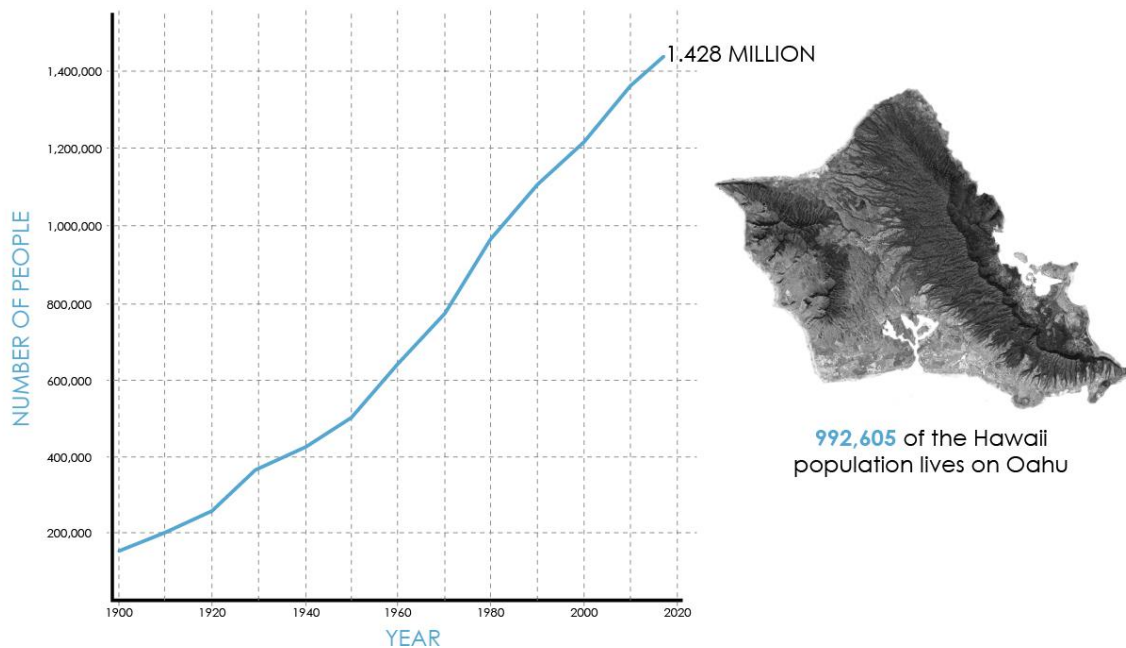 1.428 MILLION
1,400,000
1,200,000
1,000,000
800,000
600,000
400,000
200,000
NUMBER OF PEOPLE
1900
1920
1940
1960
1980
2000
2020
YEAR
992,605 of the Hawaii
population lives on Oahu